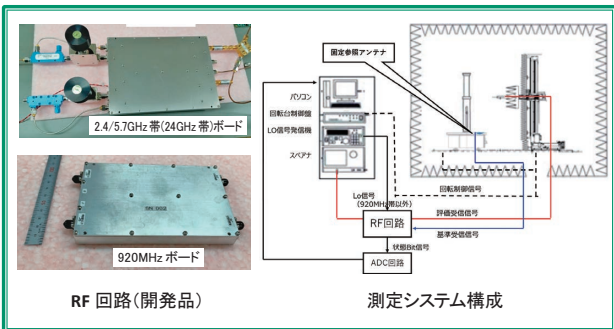 2.4/5.7GHz帯(24GHz帯)ボード
920MHzボード
RF 回路(開発品)
固定参照アンテナ
パソコン
回転台制御盤
LO信号発信機
スペアナ
回転制御信号
Lo信号
(920MHz帯以外)
RF回路
評価受信信号
基準受信信号
状態Bit信号
ADC回路
測定システム構成